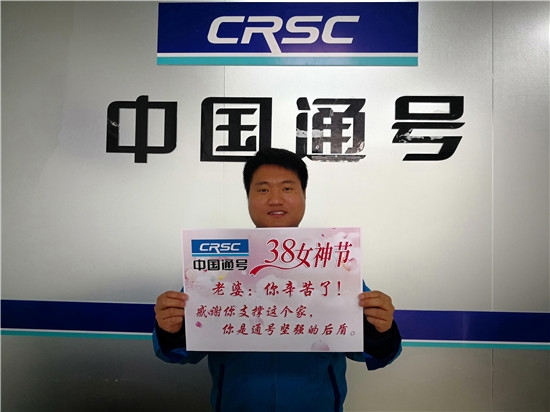 CRSC
中国通号
CRSC
中国通号
38女神节
老婆：你辛苦了！
感谢你支撑这个家，
你是通号坚强的后盾。